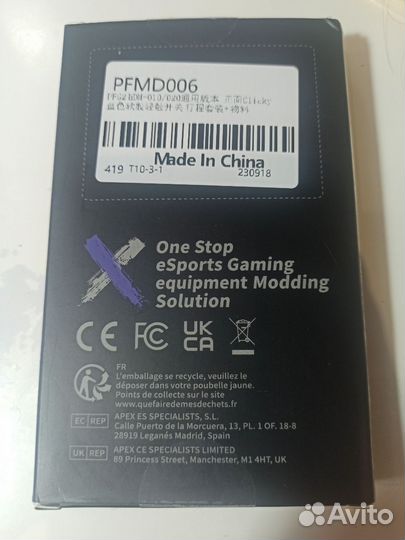 PFMD006
Made In China
419 T10-3-1
230918
One Stop
eSports Gaming
equipment Modding
Solution
CE FC UK CA
FR
L'emballage se recycle, veuillez le
déposer dans votre poubelle jaune.
Points de collecte sur le site
www.quefairedemesdechets.fr
EC REP APEX ES SPECIALISTS, S.L.
Calle Puerto de la Morcuera, 13, PL. 1 OF. 18-8
28919 Leganés Madrid, Spain
UK REP APEX CE SPECIALISTS LIMITED
89 Princess Street, Manchester, M1 4HT, UK
Avito